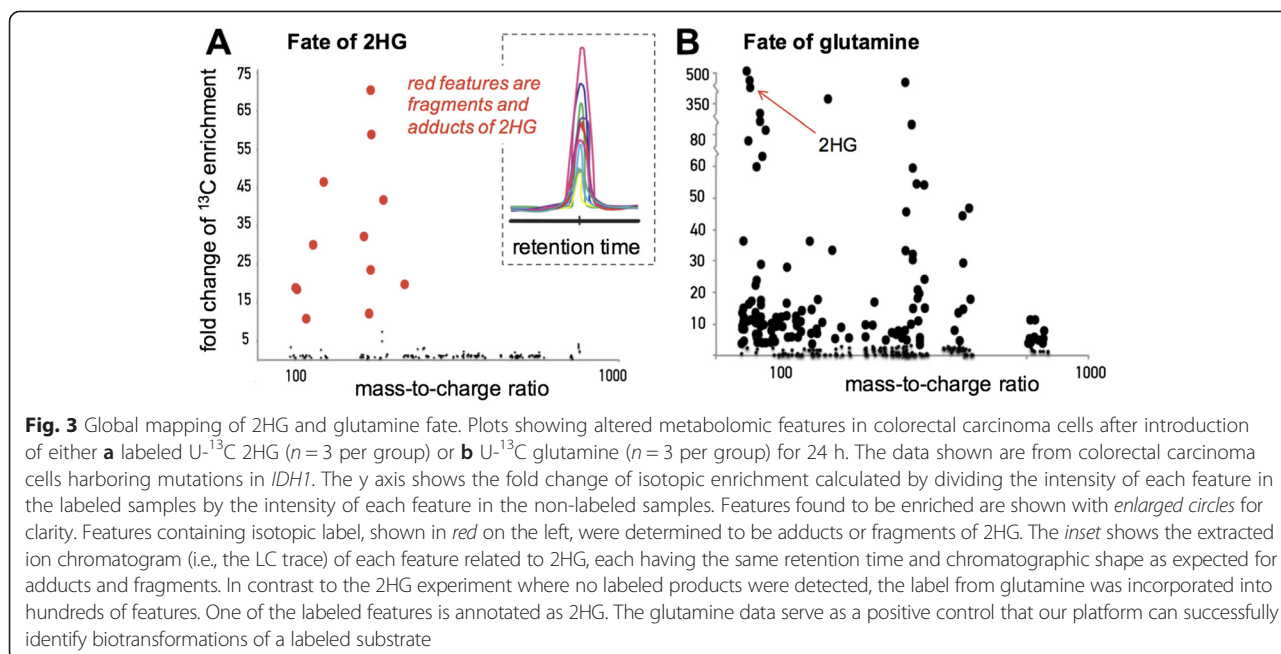 A Fate of 2HG
75
65
55
45
35
25
15
5
fold change of ¹³C enrichment
red features are
fragments and
adducts of 2HG
retention time
100
1000
mass-to-charge ratio
B Fate of glutamine
500
350
80
60
50
40
30
20
10
2HG
100
1000
mass-to-charge ratio
Fig. 3 Global mapping of 2HG and glutamine fate. Plots showing altered metabolomic features in colorectal carcinoma cells after introduction
of either a labeled U-¹³C 2HG (n = 3 per group) or b U-¹³C glutamine (n = 3 per group) for 24 h. The data shown are from colorectal carcinoma
cells harboring mutations in IDH1. The y axis shows the fold change of isotopic enrichment calculated by dividing the intensity of each feature in
the labeled samples by the intensity of each feature in the non-labeled samples. Features found to be enriched are shown with enlarged circles for
clarity. Features containing isotopic label, shown in red on the left, were determined to be adducts or fragments of 2HG. The inset shows the extracted
ion chromatogram (i.e., the LC trace) of each feature related to 2HG, each having the same retention time and chromatographic shape as expected for
adducts and fragments. In contrast to the 2HG experiment where no labeled products were detected, the label from glutamine was incorporated into
hundreds of features. One of the labeled features is annotated as 2HG. The glutamine data serve as a positive control that our platform can successfully
identify biotransformations of a labeled substrate